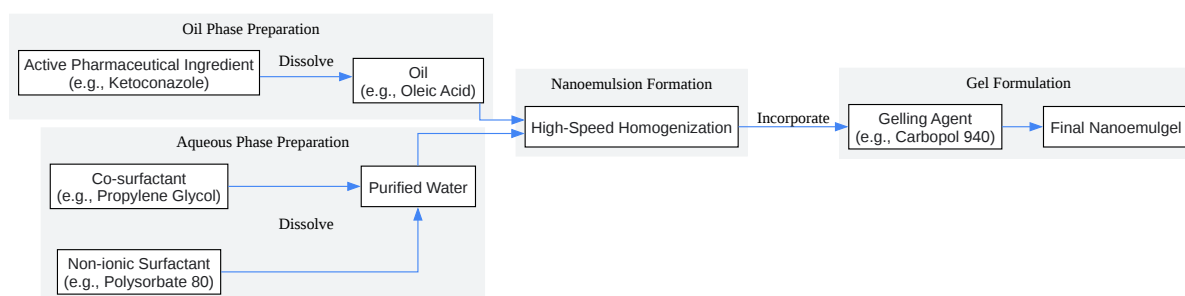 Oil Phase Preparation
Active Pharmaceutical Ingredient
(e.g., Ketoconazole)
Dissolve
Oil
(e.g., Oleic Acid)
Aqueous Phase Preparation
Co-surfactant
(e.g., Propylene Glycol)
Purified Water
Dissolve
Non-ionic Surfactant
(e.g., Polysorbate 80)
Nanoemulsion Formation
High-Speed Homogenization
Incorporate
Gel Formulation
Gelling Agent
(e.g., Carbopol 940)
Final Nanoemulgel